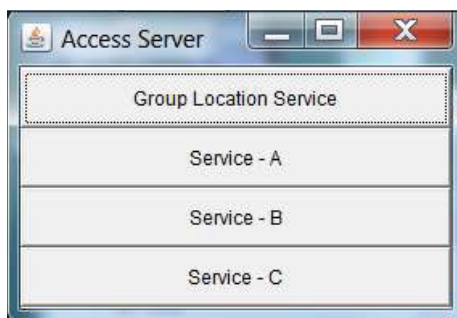 Access Server
Group Location Service
Service - A
Service - B
Service - C